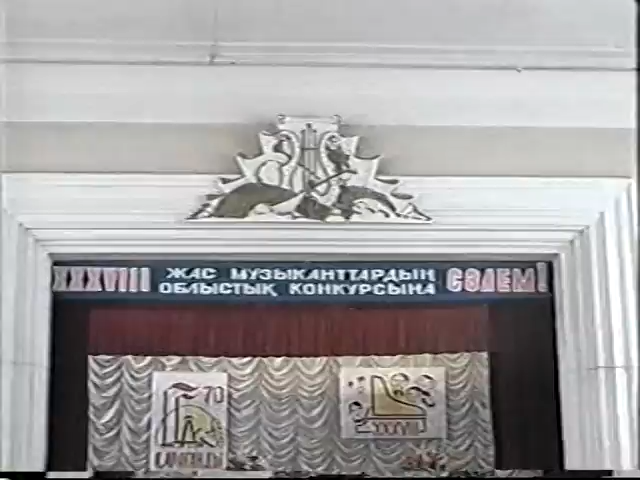 XXXVIII ЖАС МУЗЫКАНТТАРДЫҢ СӘЛЕМ!
ОБЛЫСТЫҚ КОНКУРСЫНА
70
XXXVIII